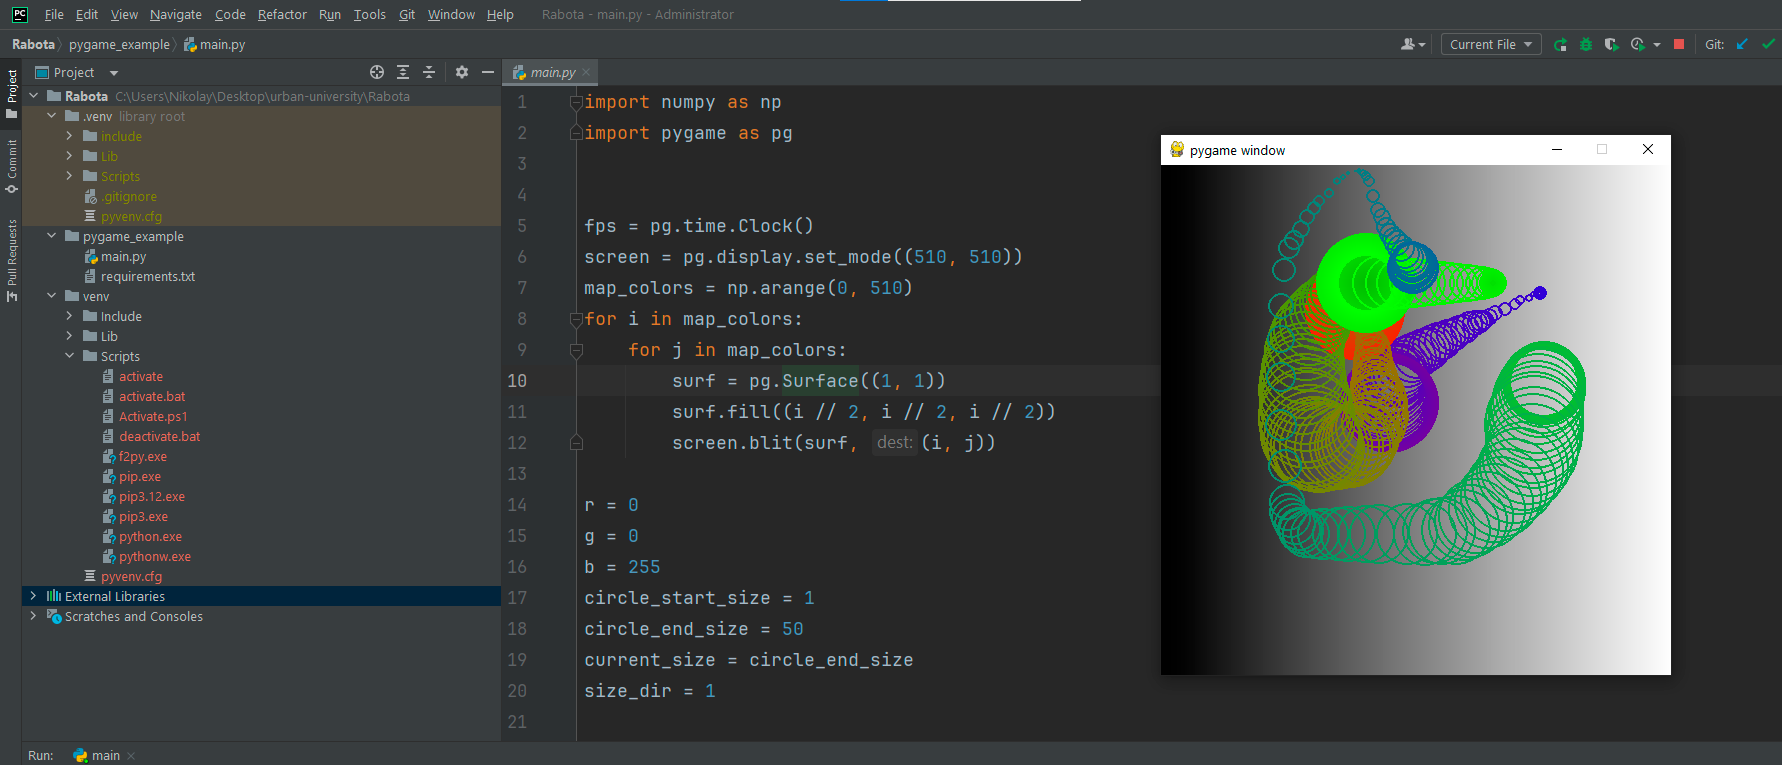 PC File Edit View Navigate Code Refactor Run Tools Git Window Help Rabota - main.py - Administrator
Rabota pygame_example main.py Current File Git:
Project
Commit
Pull Requests
Project
Rabota C:\Users\Nikolay\Desktop\urban-university\Rabota
.venv library root
include
Lib
Scripts
.gitignore
pyvenv.cfg
pygame_example
main.py
requirements.txt
venv
Include
Lib
Scripts
activate
activate.bat
Activate.ps1
deactivate.bat
f2py.exe
pip.exe
pip3.12.exe
pip3.exe
python.exe
pythonw.exe
pyvenv.cfg
External Libraries
Scratches and Consoles
main.py
1 import numpy as np
2 import pygame as pg
3
4
5 fps = pg.time.Clock()
6 screen = pg.display.set_mode((510, 510))
7 map_colors = np.arange(0, 510)
8 for i in map_colors:
9     for j in map_colors:
10         surf = pg.Surface((1, 1))
11         surf.fill((i // 2, i // 2, i // 2))
12         screen.blit(surf, dest: (i, j))
13
14 r = 0
15 g = 0
16 b = 255
17 circle_start_size = 1
18 circle_end_size = 50
19 current_size = circle_end_size
20 size_dir = 1
21
pygame window
Run: main